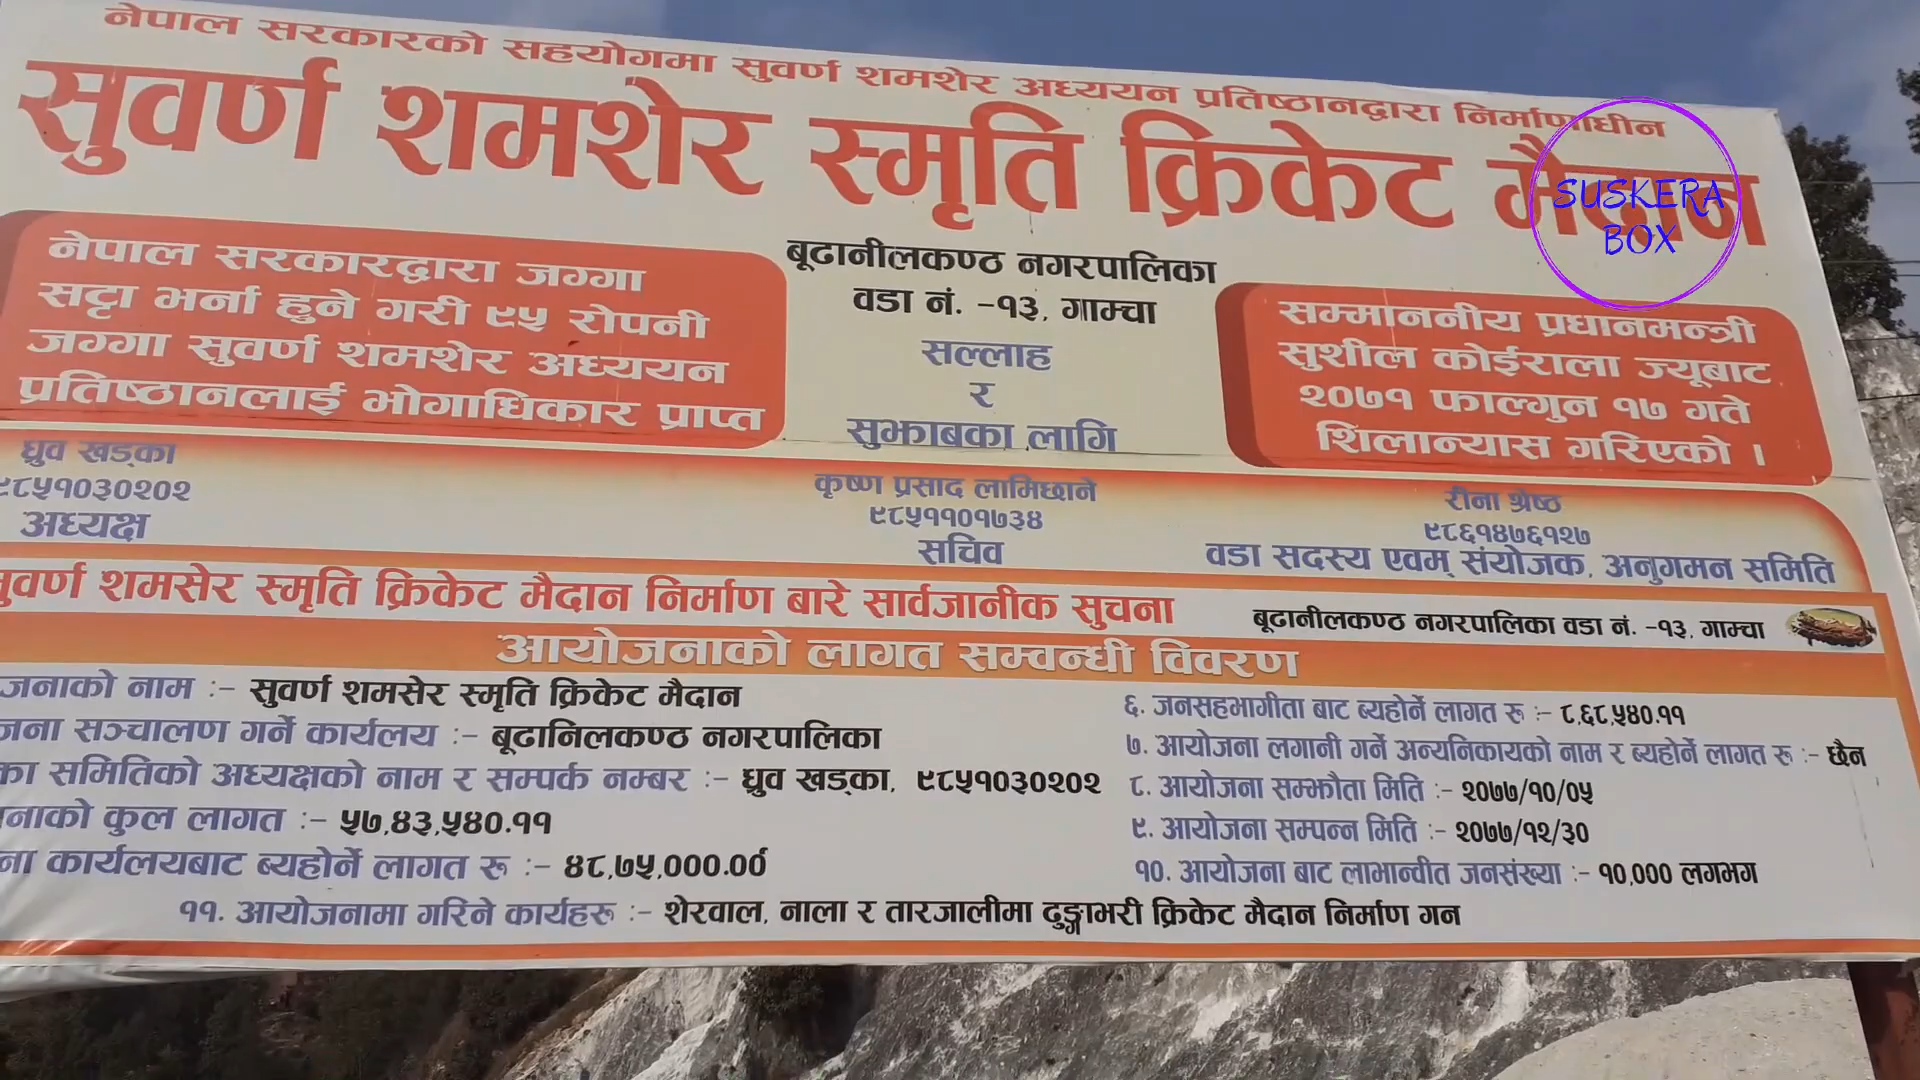 नेपाल सरकारको सहयोगमा सुवर्ण शमशेर अध्ययन प्रतिष्ठानद्वारा निर्माणाधीन
सुवर्ण शमशेर स्मृति क्रिकेट मैदान
SUSKERA
BOX
नेपाल सरकारद्वारा जग्गा
सट्टा भर्ना हुने गरी ९५ रोपनी
जग्गा सुवर्ण शमशेर अध्ययन
प्रतिष्ठानलाई भोगाधिकार प्राप्त
बूढानीलकण्ठ नगरपालिका
वडा नं. -१३, गाम्चा
सल्लाह
र
सुझाबका लागि
सम्माननीय प्रधानमन्त्री
सुशील कोईराला ज्यूबाट
२०७१ फाल्गुन १७ गते
शिलान्यास गरिएको ।
ध्रुव खड्का
९८५१०३०२०२
अध्यक्ष
कृष्ण प्रसाद लामिछाने
९८५११०१७३४
सचिव
रीना श्रेष्ठ
९८६१४७६१२७
वडा सदस्य एवम् संयोजक, अनुगमन समिति
सुवर्ण शमसेर स्मृति क्रिकेट मैदान निर्माण बारे सार्वजानीक सुचना
बूढानीलकण्ठ नगरपालिका वडा नं. -१३, गाम्चा
आयोजनाको लागत सम्वन्धी विवरण
जनाको नाम :- सुवर्ण शमसेर स्मृति क्रिकेट मैदान
जना सञ्चालण गर्ने कार्यलय :- बूढानिलकण्ठ नगरपालिका
का समितिको अध्यक्षको नाम र सम्पर्क नम्बर :- ध्रुव खड्का, ९८५१०३०२०२
नाको कुल लागत :- ५७,४३,५४०.११
ना कार्यलयबाट ब्यहोर्ने लागत रू :- ४८,७५,०००.००
६. जनसहभागीता बाट ब्यहोर्ने लागत रू :- ८,६८,५४०.११
७. आयोजना लगानी गर्ने अन्यनिकायको नाम र ब्यहोर्ने लागत रू :- छैन
८. आयोजना सम्झौता मिति :- २०७७/१०/०५
९. आयोजना सम्पन्न मिति :- २०७७/१२/३०
१०. आयोजना बाट लाभान्वीत जनसंख्या :- १०,००० लगभग
११. आयोजनामा गरिने कार्यहरू :- शेरवाल, नाला र तारजालीमा ढुङ्गाभरी क्रिकेट मैदान निर्माण गन